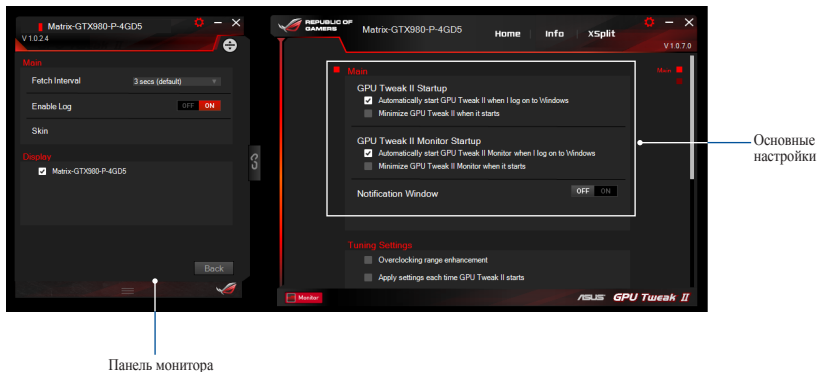 Matrix-GTX980-P-4GD5
V 1.0.2.4
Main
Fetch Interval
3 secs (default)
Enable Log
OFF ON
Skin
Display
Matrix-GTX980-P-4GD5
Back
REPUBLIC OF
GAMERS
Matrix-GTX980-P-4GD5
Home
Info
XSplit
V 1.0.7.0
Main
Main
GPU Tweak II Startup
Automatically start GPU Tweak II when I log on to Windows
Minimize GPU Tweak II when it starts
GPU Tweak II Monitor Startup
Automatically start GPU Tweak II Monitor when I log on to Windows
Minimize GPU Tweak II Monitor when it starts
Notification Window
OFF ON
Tuning Settings
Overclocking range enhancement
Apply settings each time GPU Tweak II starts
Monitor
ASUS GPU Tweak II
Основные
настройки
Панель монитора